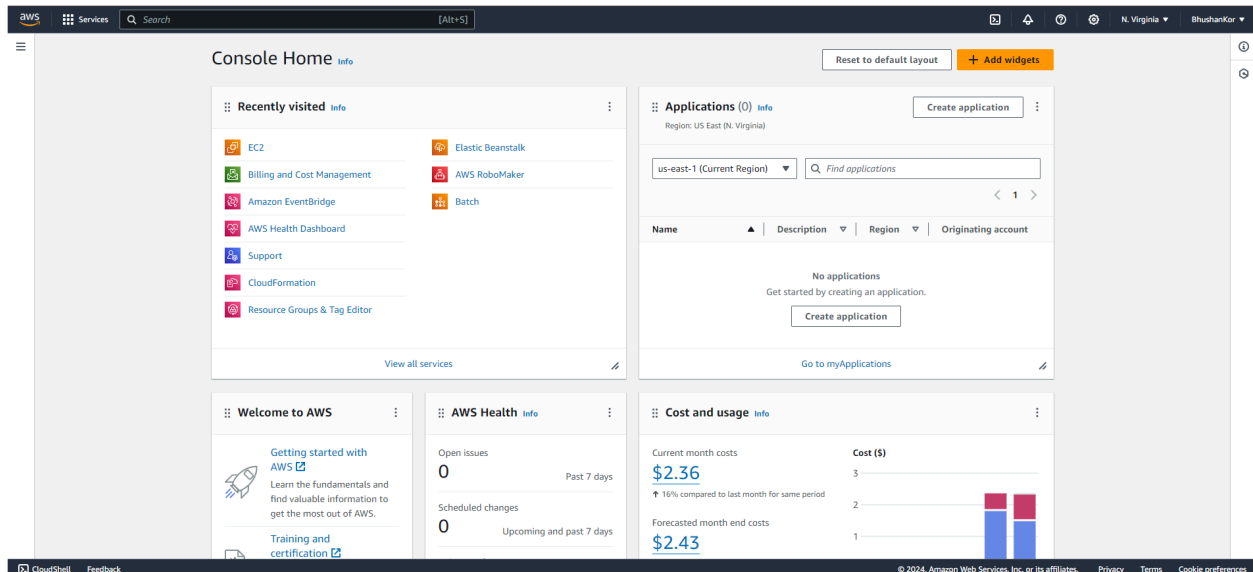 aws
Services
Search
[Alt+S]
N. Virginia ▼
BhushanKor ▼
Console Home Info
Reset to default layout
+ Add widgets
Recently visited Info
EC2
Billing and Cost Management
Amazon EventBridge
AWS Health Dashboard
Support
CloudFormation
Resource Groups & Tag Editor
Elastic Beanstalk
AWS RoboMaker
Batch
View all services
Applications (0) Info
Region: US East (N. Virginia)
Create application
us-east-1 (Current Region)
Find applications
1
Name
Description
Region
Originating account
No applications
Get started by creating an application.
Create application
Go to myApplications
Welcome to AWS
Getting started with
AWS
Learn the fundamentals and
find valuable information to
get the most out of AWS.
Training and
certification
AWS Health Info
Open issues
0
Past 7 days
Scheduled changes
0
Upcoming and past 7 days
Cost and usage Info
Current month costs
$2.36
↑ 16% compared to last month for same period
Forecasted month end costs
$2.43
Cost ($)
3
2
1
CloudShell
Feedback
© 2024, Amazon Web Services, Inc. or its affiliates.
Privacy
Terms
Cookie preferences